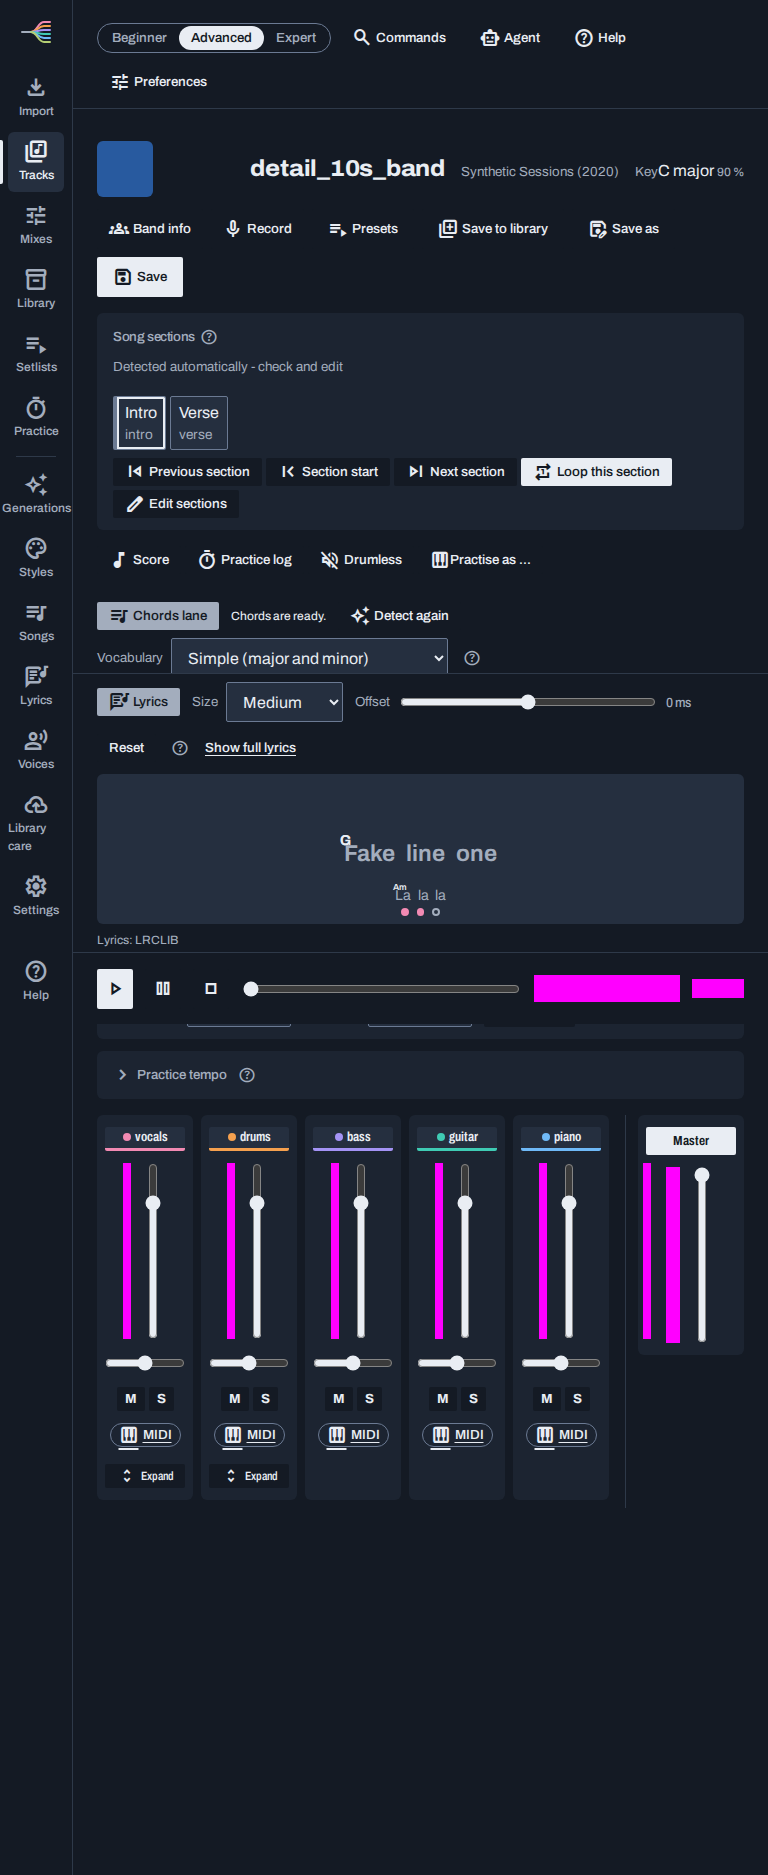 Beginner Advanced Expert Commands Agent Help
Preferences
Import
Tracks
Mixes
Library
Setlists
Practice
Generations
Styles
Songs
Lyrics
Voices
Library care
Settings
Help
detail_10s_band Synthetic Sessions (2020) Key C major 90 %
Band info Record Presets Save to library Save as
Save
Song sections
Detected automatically - check and edit
Intro Verse
intro verse
Previous section Section start Next section Loop this section
Edit sections
Score Practice log Drumless Practise as ...
Chords lane Chords are ready. Detect again
Vocabulary Simple (major and minor)
Lyrics Size Medium Offset 0 ms
Reset Show full lyrics
G
Fake line one
Am
La la la
Lyrics: LRCLIB
Practice tempo
vocals drums bass guitar piano Master
M S M S M S M S M S
MIDI MIDI MIDI MIDI MIDI
Expand Expand